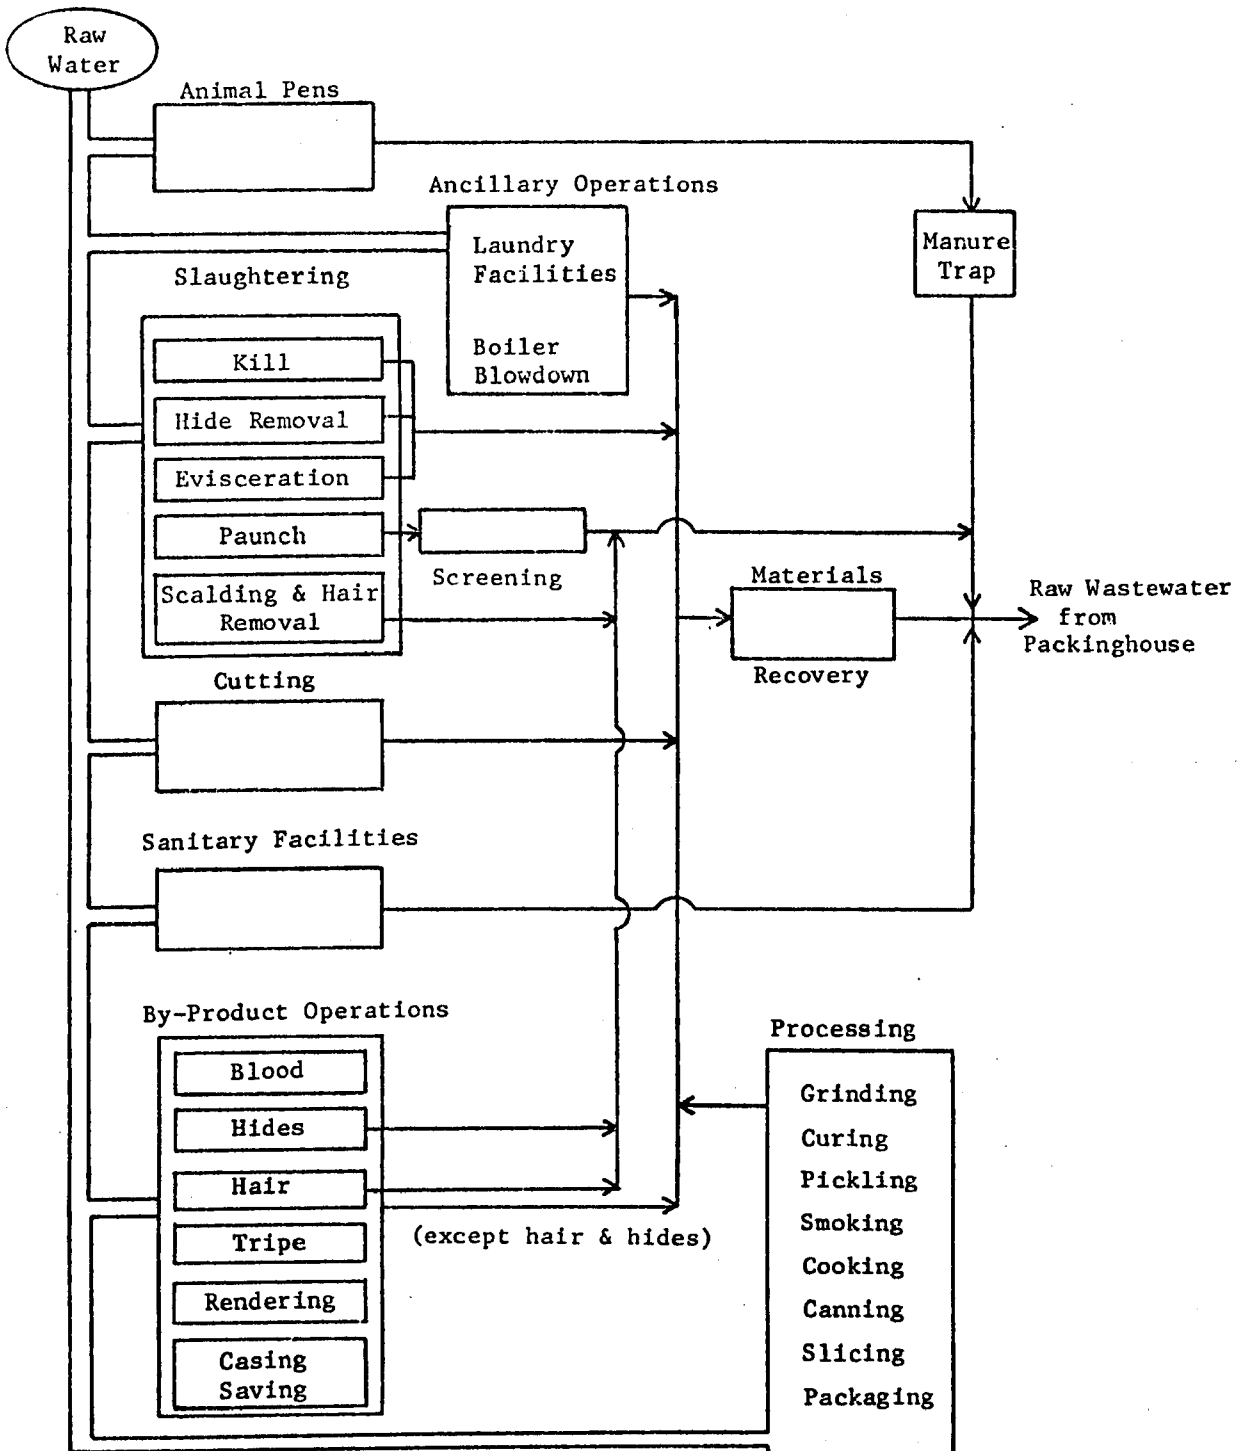 Raw
Water
Animal Pens
Ancillary Operations
Laundry
Facilities
Boiler
Blowdown
Manure
Trap
Slaughtering
Kill
Hide Removal
Evisceration
Paunch
Scalding & Hair
Removal
Screening
Materials
Recovery
Raw Wastewater
from
Packinghouse
Cutting
Sanitary Facilities
By-Product Operations
Blood
Hides
Hair
Tripe
Rendering
Casing
Saving
(except hair & hides)
Processing
Grinding
Curing
Pickling
Smoking
Cooking
Canning
Slicing
Packaging